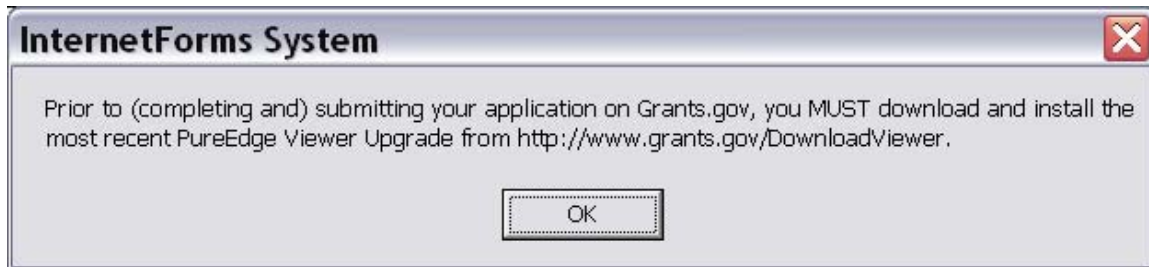 InternetForms System
Prior to (completing and) submitting your application on Grants.gov, you MUST download and install the
most recent PureEdge Viewer Upgrade from http://www.grants.gov/DownloadViewer.
OK